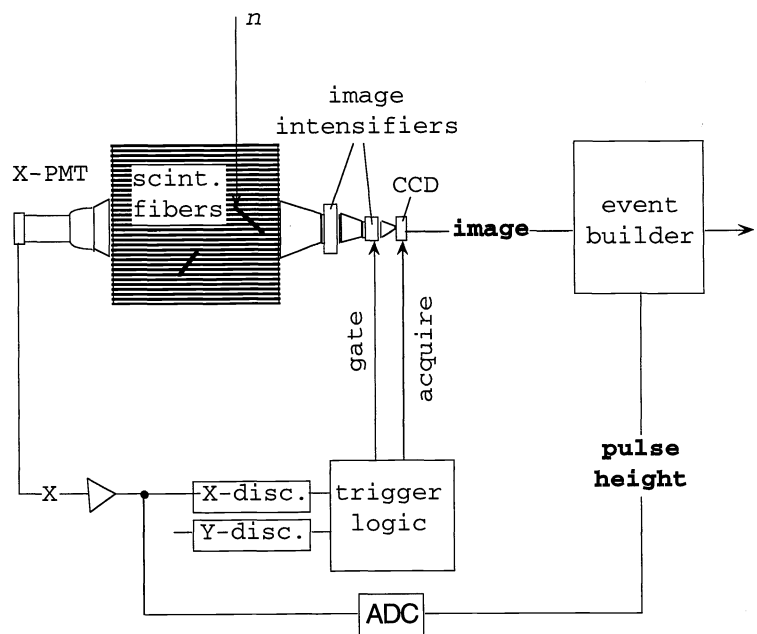 n
image
intensifiers
X-PMT
scint.
fibers
CCD
image
event
builder
gate
acquire
pulse
height
X
X-disc.
Y-disc.
trigger
logic
ADC